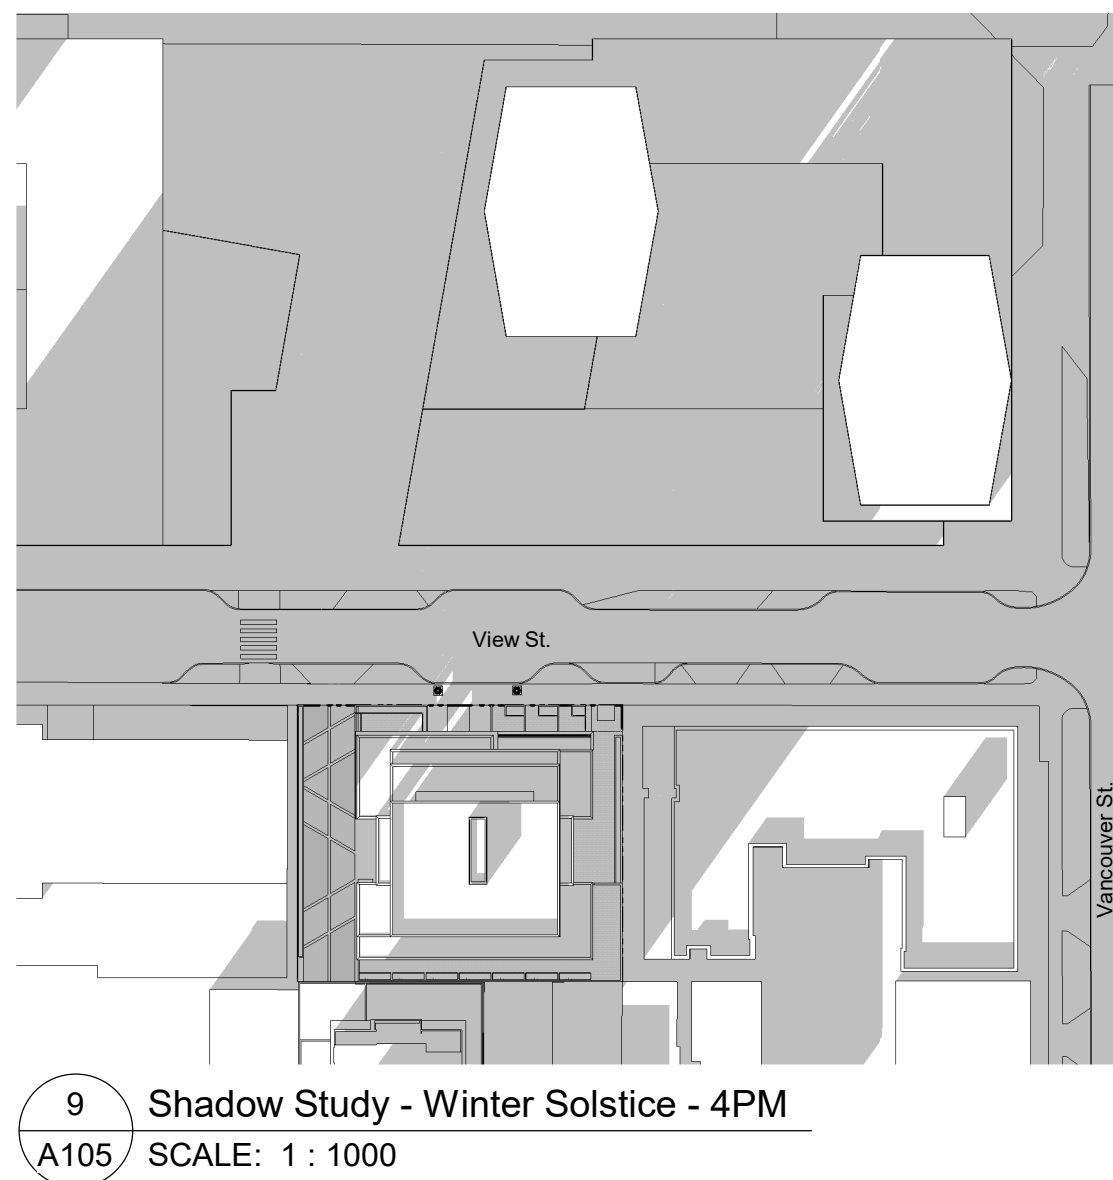 View St.
Vancouver St.
9
A105
Shadow Study - Winter Solstice - 4PM
SCALE: 1 : 1000